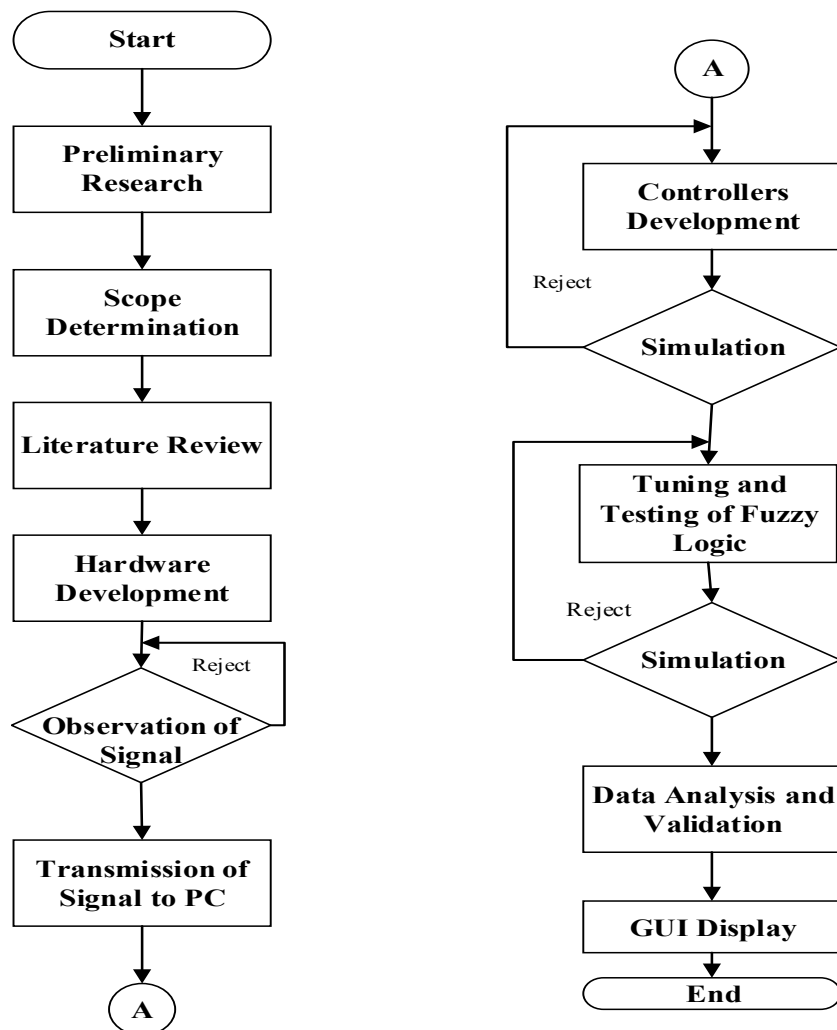 Start
Preliminary
Research
Scope
Determination
Literature Review
Hardware
Development
Reject
Observation of
Signal
Transmission of
Signal to PC
A
A
Controllers
Development
Reject
Simulation
Tuning and
Testing of Fuzzy
Logic
Reject
Simulation
Data Analysis and
Validation
GUI Display
End